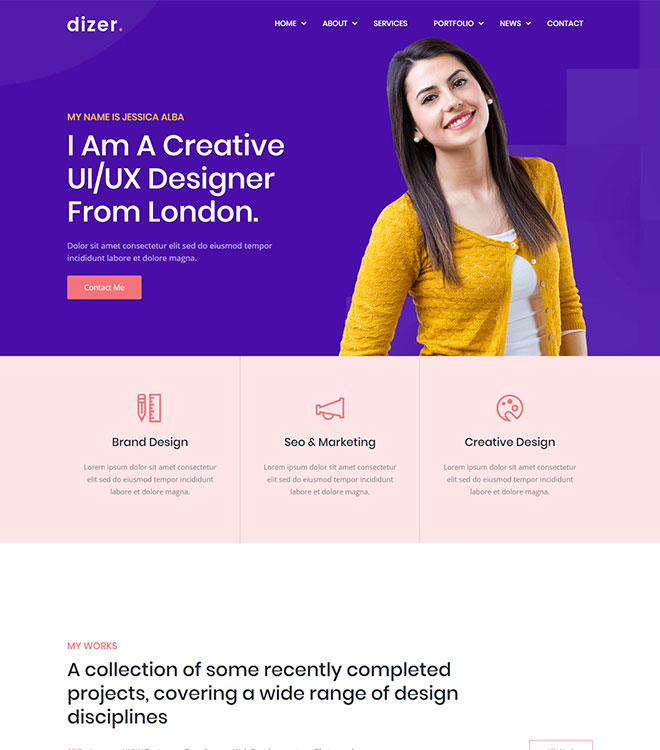 dizer.
HOME ABOUT SERVICES PORTFOLIO NEWS CONTACT
MY NAME IS JESSICA ALBA
I Am A Creative
UI/UX Designer
From London.
Dolor sit amet consectetur elit sed do eiusmod tempor
incididunt labore et dolore magna.
Contact Me
Brand Design
Lorem ipsum dolor sit amet consectetur
elit sed do eiusmod tempor incididunt
labore et dolore magna.
Seo & Marketing
Lorem ipsum dolor sit amet consectetur
elit sed do eiusmod tempor incididunt
labore et dolore magna.
Creative Design
Lorem ipsum dolor sit amet consectetur
elit sed do eiusmod tempor incididunt
labore et dolore magna.
MY WORKS
A collection of some recently completed
projects, covering a wide range of design
disciplines